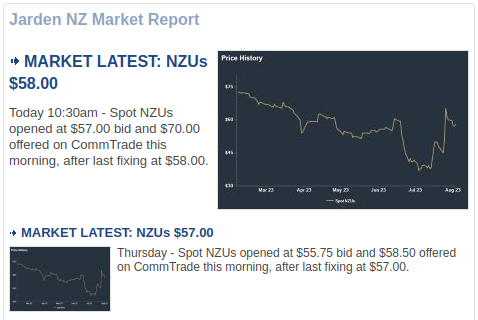 Jarden NZ Market Report
MARKET LATEST: NZUs
$58.00
Today 10:30am - Spot NZUs
opened at $57.00 bid and $70.00
offered on CommTrade this
morning, after last fixing at $58.00.
Price History
$75
$60
$45
$30
Mar 23 Apr 23 May 23 Jun 23 Jul 23 Aug 23
Spot NZUs
MARKET LATEST: NZUs $57.00
Thursday - Spot NZUs opened at $55.75 bid and $58.50 offered
on CommTrade this morning, after last fixing at $57.00.
Price History